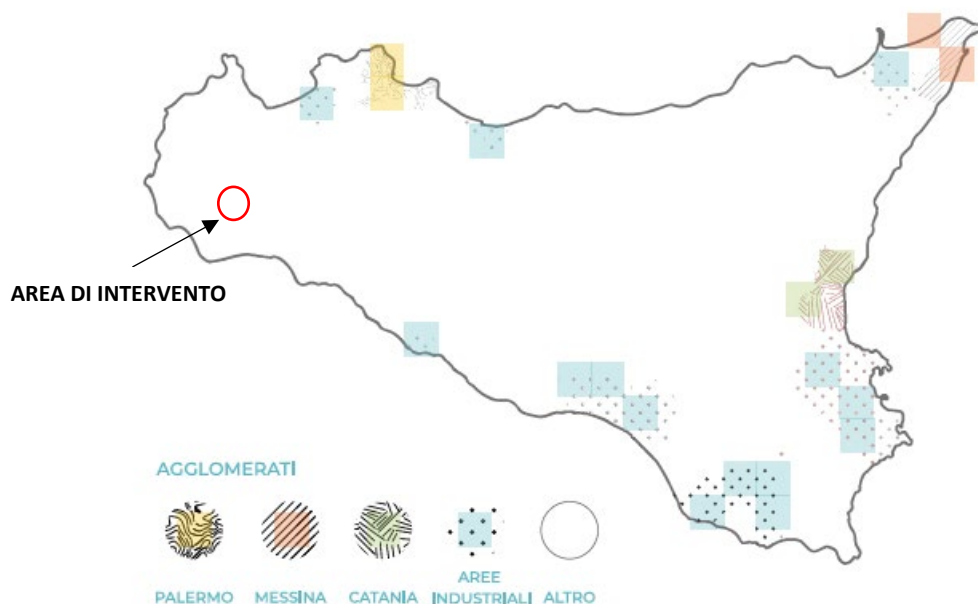 AREA DI INTERVENTO
AGGLOMERATI
PALERMO
MESSINA
CATANIA
AREE
INDUSTRIALI
ALTRO